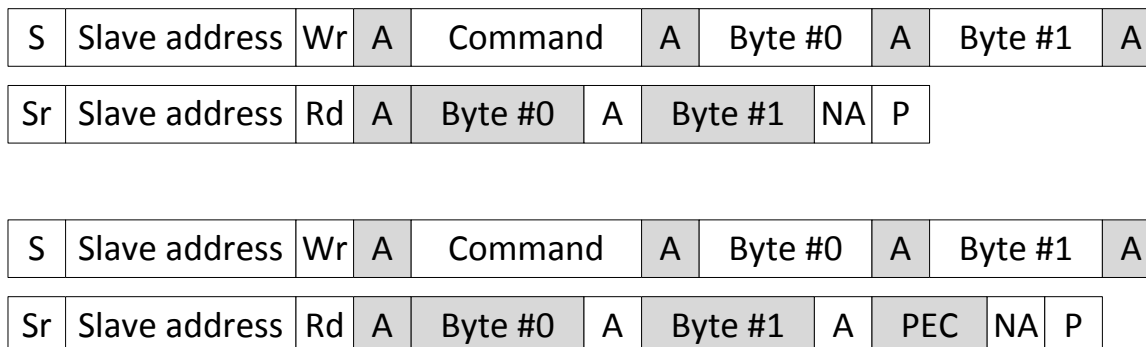 S Slave address Wr A Command A Byte #0 A Byte #1 A
Sr Slave address Rd A Byte #0 A Byte #1 NA P
S Slave address Wr A Command A Byte #0 A Byte #1 A
Sr Slave address Rd A Byte #0 A Byte #1 A PEC NA P